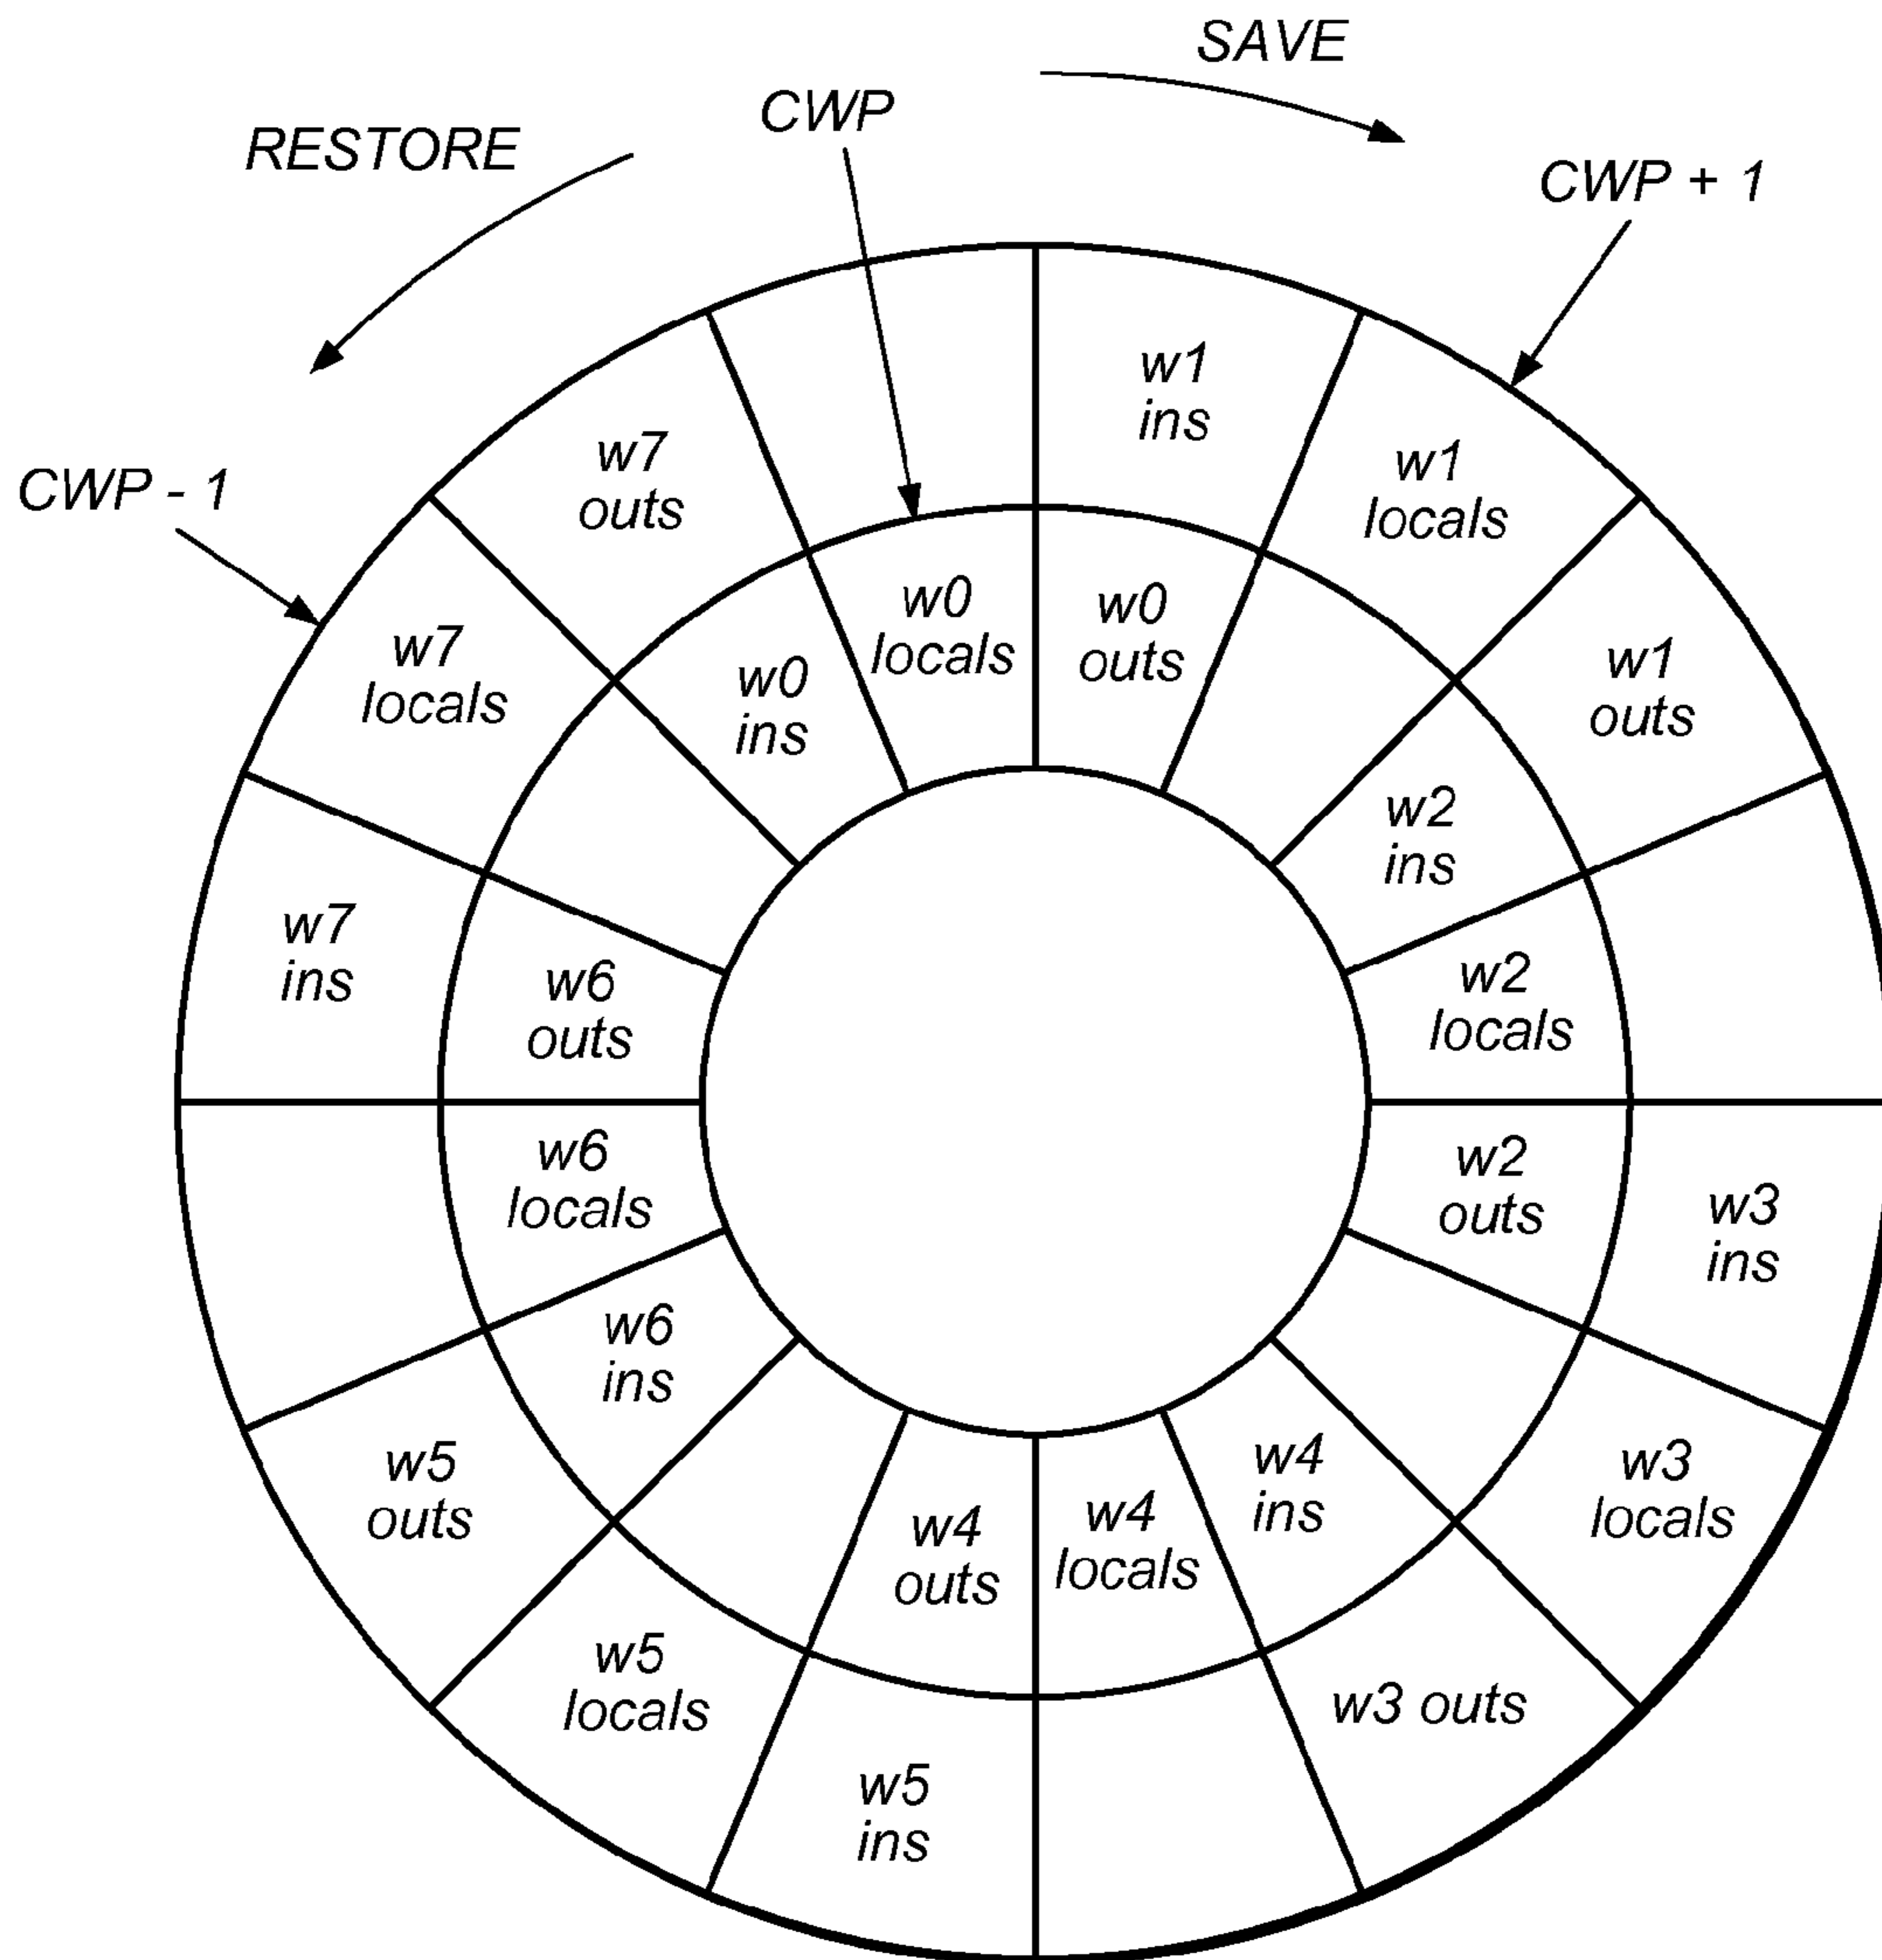 SAVE
CWP
RESTORE
CWP + 1
w1
ins
w7
outs
w1
locals
CWP - 1
w0
locals
w0
outs
w7
locals
w0
ins
w1
outs
w2
ins
w7
ins
w6
outs
w2
locals
w6
locals
w2
outs
w3
ins
w6
ins
w5
outs
w4
outs
w4
locals
w4
ins
w3
locals
w5
locals
w3 outs
w5
ins